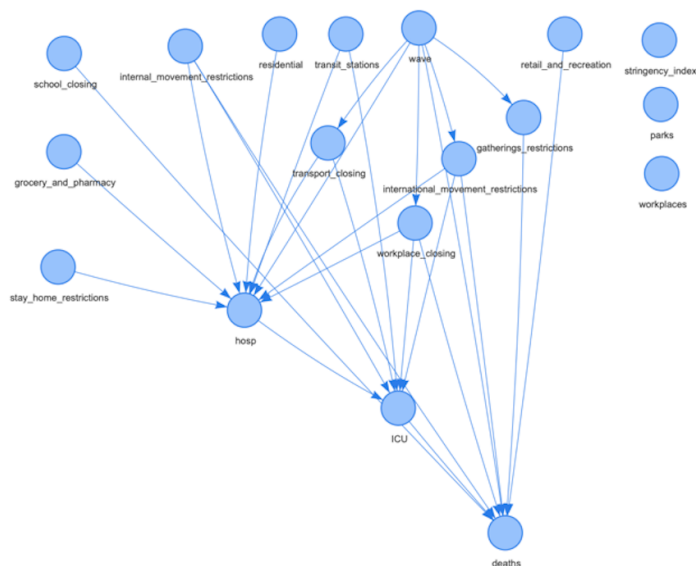 school_closing
internal_movement_restrictions
residential
transit_stations
wave
retail_and_recreation
stringency_index
parks
gatherings_restrictions
transport_closing
grocery_and_pharmacy
international_movement_restrictions
workplaces
workplace_closing
stay_home_restrictions
hosp
ICU
deaths